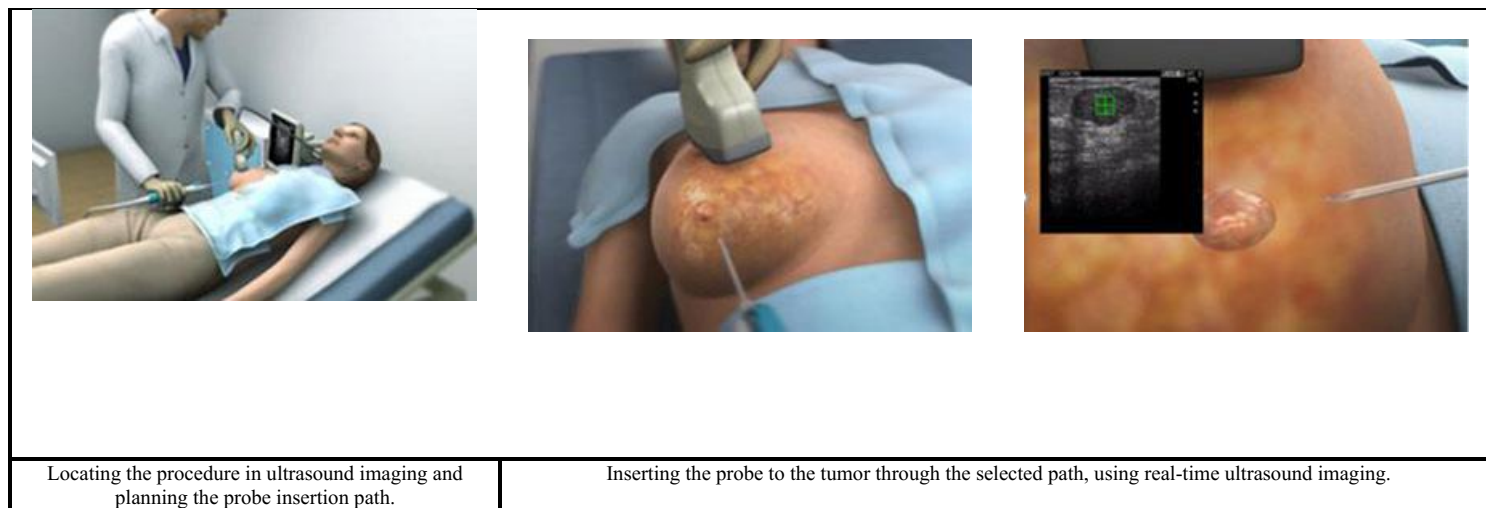 Locating the procedure in ultrasound imaging and
planning the probe insertion path.
Inserting the probe to the tumor through the selected path, using real-time ultrasound imaging.